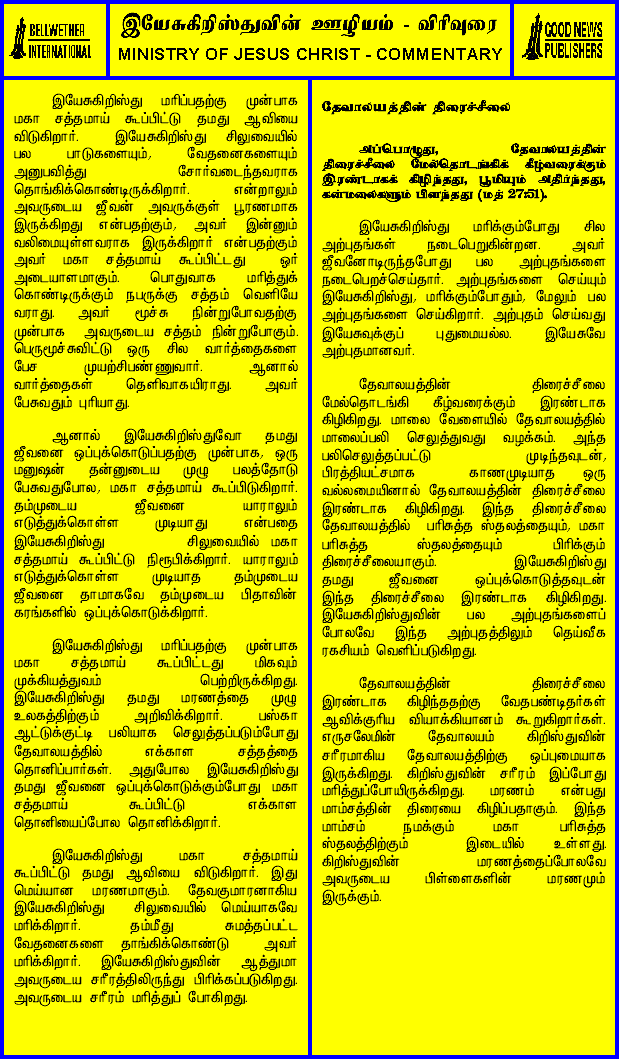 BELLWETHER
INTERNATIONAL
இயேசுகிறிஸ்துவின் ஊழியம் - விரிவுரை
MINISTRY OF JESUS CHRIST - COMMENTARY
GOOD NEWS
PUBLISHERS
இயேசுகிறிஸ்து மரிப்பதற்கு முன்பாக
மகா சத்தமாய் கூப்பிட்டு தமது ஆவியை
விடுகிறார். இயேசுகிறிஸ்து சிலுவையில்
பல பாடுகளையும், வேதனைகளையும்
அனுபவித்து சோர்வடைந்தவராக
தொங்கிக்கொண்டிருக்கிறார். என்றாலும்
அவருடைய ஜீவன் அவருக்குள் பூரணமாக
இருக்கிறது என்பதற்கும், அவர் இன்னும்
வலிமையுள்ளவராக இருக்கிறார் என்பதற்கும்
அவர் மகா சத்தமாய் கூப்பிட்டது ஓர்
அடையாளமாகும். பொதுவாக மரித்துக்
கொண்டிருக்கும் நபருக்கு சத்தம் வெளியே
வராது. அவர் மூச்சு நின்றுபோவதற்கு
முன்பாக அவருடைய சத்தம் நின்றுபோகும்.
பெருமூச்சுவிட்டு ஒரு சில வார்த்தைகளை
பேச முயற்சிபண்ணுவார். ஆனால்
வார்த்தைகள் தெளிவாகயிராது. அவர்
பேசுவதும் புரியாது.
ஆனால் இயேசுகிறிஸ்துவோ தமது
ஜீவனை ஒப்புக்கொடுப்பதற்கு முன்பாக, ஒரு
மனுஷன் தன்னுடைய முழு பலத்தோடு
பேசுவதுபோல, மகா சத்தமாய் கூப்பிடுகிறார்.
தம்முடைய ஜீவனை யாராலும்
எடுத்துக்கொள்ள முடியாது என்பதை
இயேசுகிறிஸ்து சிலுவையில் மகா
சத்தமாய் கூப்பிட்டு நிரூபிக்கிறார். யாராலும்
எடுத்துக்கொள்ள முடியாத தம்முடைய
ஜீவனை தாமாகவே தம்முடைய பிதாவின்
கரங்களில் ஒப்புக்கொடுக்கிறார்.
இயேசுகிறிஸ்து மரிப்பதற்கு முன்பாக
மகா சத்தமாய் கூப்பிட்டது மிகவும்
முக்கியத்துவம் பெற்றிருக்கிறது.
இயேசுகிறிஸ்து தமது மரணத்தை முழு
உலகத்திற்கும் அறிவிக்கிறார். பஸ்கா
ஆட்டுக்குட்டி பலியாக செலுத்தப்படும்போது
தேவாலயத்தில் எக்காள சத்தத்தை
தொனிப்பார்கள். அதுபோல இயேசுகிறிஸ்து
தமது ஜீவனை ஒப்புக்கொடுக்கும்போது மகா
சத்தமாய் கூப்பிட்டு எக்காள
தொனியைப்போல தொனிக்கிறார்.
இயேசுகிறிஸ்து மகா சத்தமாய்
கூப்பிட்டு தமது ஆவியை விடுகிறார். இது
மெய்யான மரணமாகும். தேவகுமாரனாகிய
இயேசுகிறிஸ்து சிலுவையில் மெய்யாகவே
மரிக்கிறார். தம்மீது சுமத்தப்பட்ட
வேதனைகளை தாங்கிக்கொண்டு அவர்
மரிக்கிறார். இயேசுகிறிஸ்துவின் ஆத்துமா
அவருடைய சரீரத்திலிருந்து பிரிக்கப்படுகிறது.
அவருடைய சரீரம் மரித்துப் போகிறது.
தேவாலயத்தின் திரைச்சீலை
அப்பொழுது, தேவாலயத்தின்
திரைச்சீலை மேல்தொடங்கிக் கீழ்வரைக்கும்
இரண்டாகக் கிழிந்தது, பூமியும் அதிர்ந்தது,
கன்மலைகளும் பிளந்தது (மத் 27:51).
இயேசுகிறிஸ்து மரிக்கும்போது சில
அற்புதங்கள் நடைபெறுகின்றன. அவர்
ஜீவனோடிருந்தபோது பல அற்புதங்களை
நடைபெறச்செய்தார். அற்புதங்களை செய்யும்
இயேசுகிறிஸ்து, மரிக்கும்போதும், மேலும் பல
அற்புதங்களை செய்கிறார். அற்புதம் செய்வது
இயேசுவுக்குப் புதுமையல்ல. இயேசுவே
அற்புதமானவர்.
தேவாலயத்தின் திரைச்சீலை
மேல்தொடங்கி கீழ்வரைக்கும் இரண்டாக
கிழிகிறது. மாலை வேளையில் தேவாலயத்தில்
மாலைப்பலி செலுத்துவது வழக்கம். அந்த
பலிசெலுத்தப்பட்டு முடிந்தவுடன்,
பிரத்தியட்சமாக காணமுடியாத ஒரு
வல்லமையினால் தேவாலயத்தின் திரைச்சீலை
இரண்டாக கிழிகிறது. இந்த திரைச்சீலை
தேவாலயத்தில் பரிசுத்த ஸ்தலத்தையும், மகா
பரிசுத்த ஸ்தலத்தையும் பிரிக்கும்
திரைச்சீலையாகும். இயேசுகிறிஸ்து
தமது ஜீவனை ஒப்புக்கொடுத்தவுடன்
இந்த திரைச்சீலை இரண்டாக கிழிகிறது.
இயேசுகிறிஸ்துவின் பல அற்புதங்களைப்
போலவே இந்த அற்புதத்திலும் தெய்வீக
ரகசியம் வெளிப்படுகிறது.
தேவாலயத்தின் திரைச்சீலை
இரண்டாக கிழிந்ததற்கு வேதபண்டிதர்கள்
ஆவிக்குரிய வியாக்கியானம் கூறுகிறார்கள்.
எருசலேமின் தேவாலயம் கிறிஸ்துவின்
சரீரமாகிய தேவாலயத்திற்கு ஒப்புமையாக
இருக்கிறது. கிறிஸ்துவின் சரீரம் இப்போது
மரித்துப்போயிருக்கிறது. மரணம் என்பது
மாம்சத்தின் திரையை கிழிப்பதாகும். இந்த
மாம்சம் நமக்கும் மகா பரிசுத்த
ஸ்தலத்திற்கும் இடையில் உள்ளது.
கிறிஸ்துவின் மரணத்தைப்போலவே
அவருடைய பிள்ளைகளின் மரணமும்
இருக்கும்.